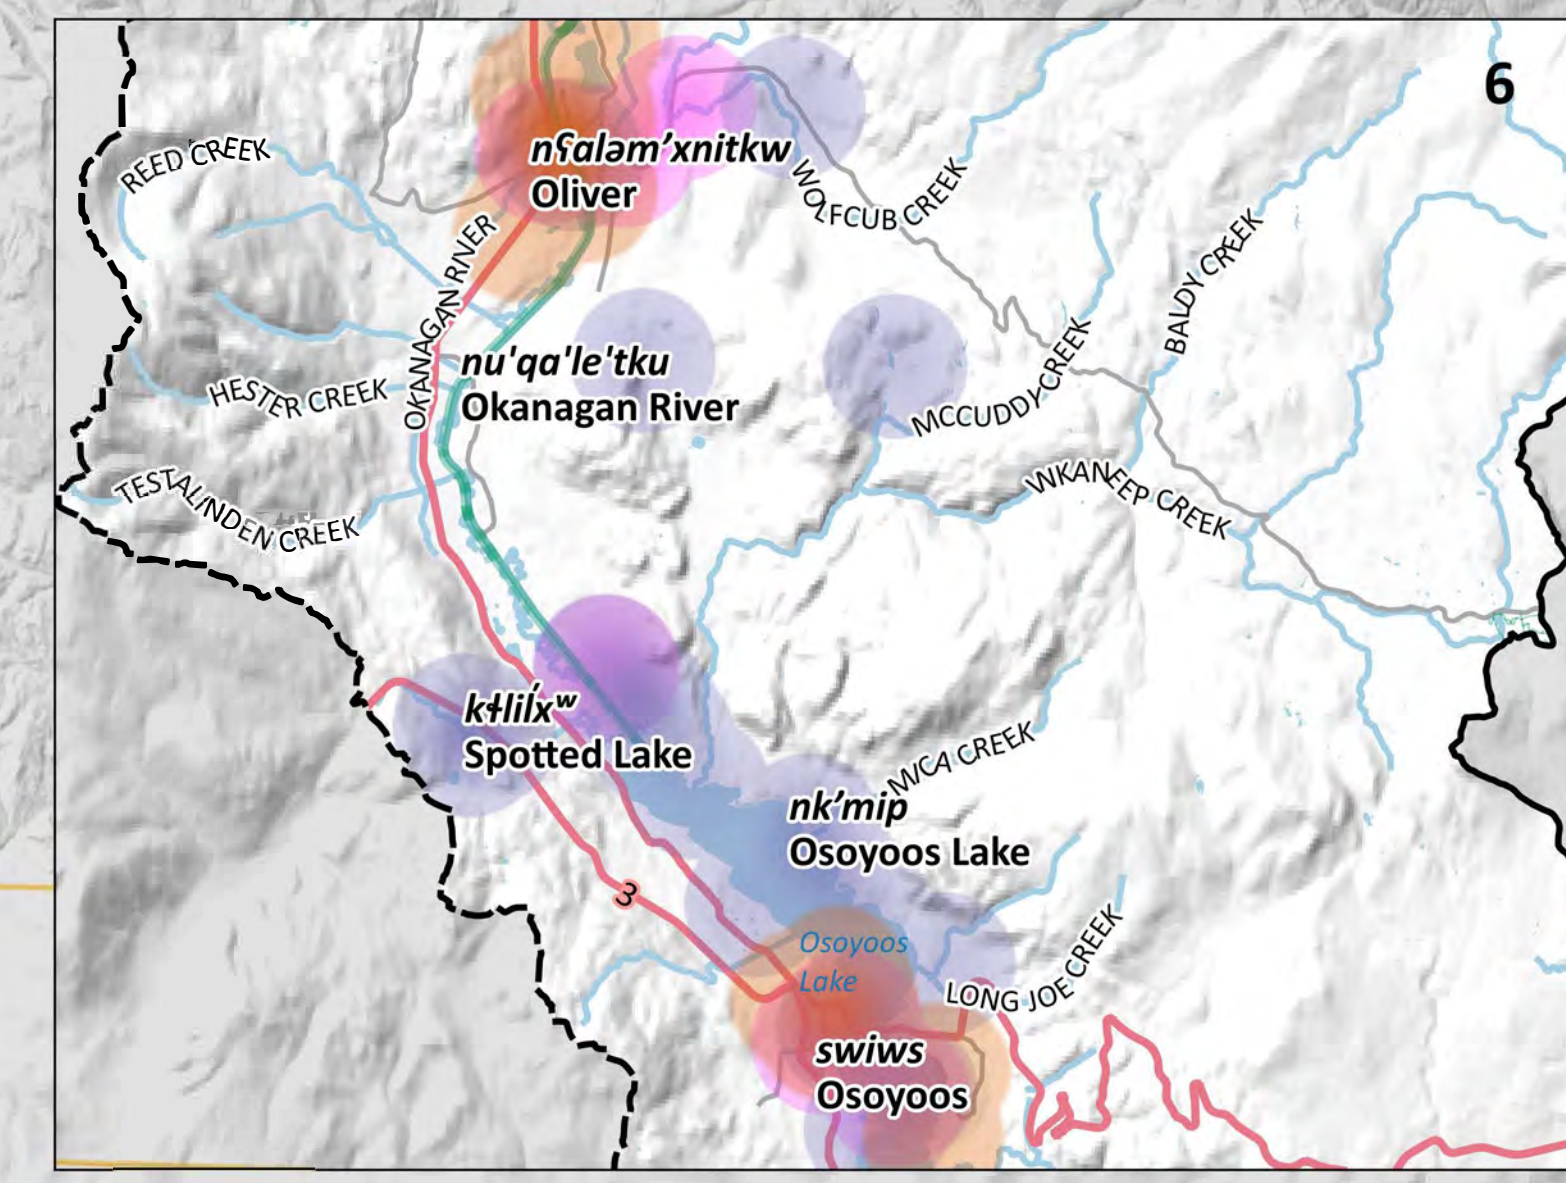 6
nʕaləm’xnitkw
Oliver
REED CREEK
WOLFCUB CREEK
OKANAGAN RIVER
BALDY CREEK
nu'qa'le'tku
Okanagan River
HESTER CREEK
MCCUDDY CREEK
TESTALINDEN CREEK
WKANEEP CREEK
kɬlil̓xʷ
Spotted Lake
MICA CREEK
nk’mip
Osoyoos Lake
3
Osoyoos
Lake
LONG JOE CREEK
swiws
Osoyoos